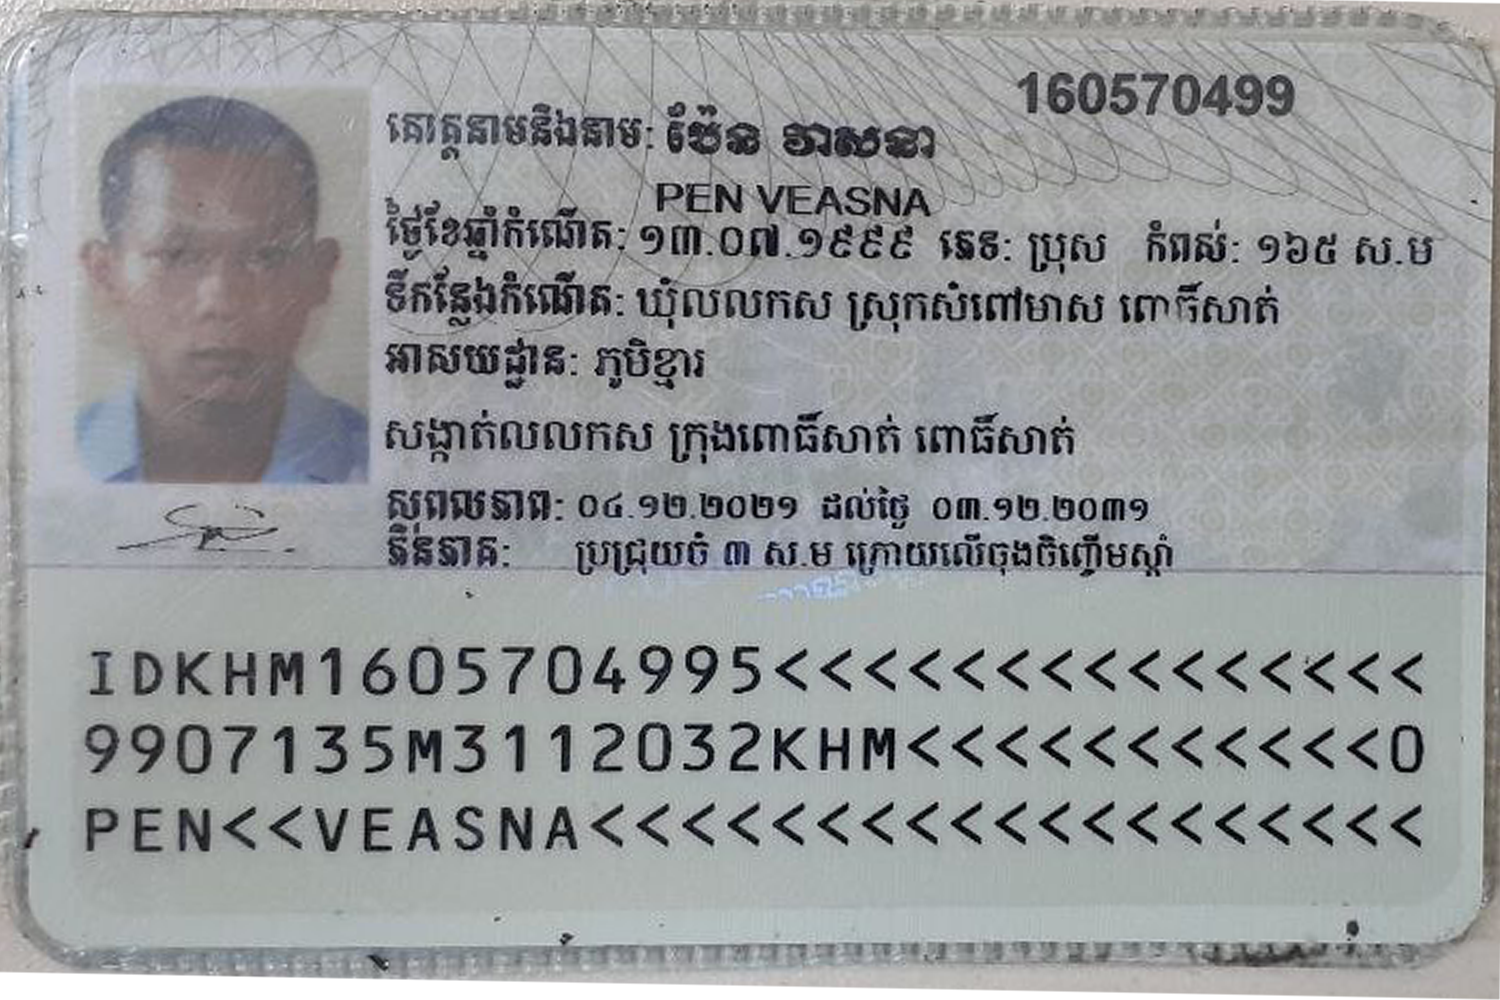 160570499
គោត្តនាមនិងនាម: ប៉ែន វាសនា
PEN VEASNA
ថ្ងៃខែឆ្នាំកំណើត: ១៣.០៧.១៩៩៩ ភេទ: ប្រុស កំពស់: ១៦៥ ស.ម
ទីកន្លែងកំណើត: ឃុំលលកស ស្រុកសំពៅមាស ពោធិ៍សាត់
អាសយដ្ឋាន: ភូមិខ្មារ
សង្កាត់លលកស ក្រុងពោធិ៍សាត់ ពោធិ៍សាត់
សុពលភាព: ០៤.១២.២០២១ ដល់ថ្ងៃ ០៣.១២.២០៣១
ភិនភាគ: ប្រជ្រុយចំ ៣ ស.ម ក្រោយលើចុងចិញ្ចើមស្តាំ
IDKHM1605704995<<<<<<<<<<<<<<<
9907135M3112032KHM<<<<<<<<<<<0
PEN<<VEASNA<<<<<<<<<<<<<<<<<<<